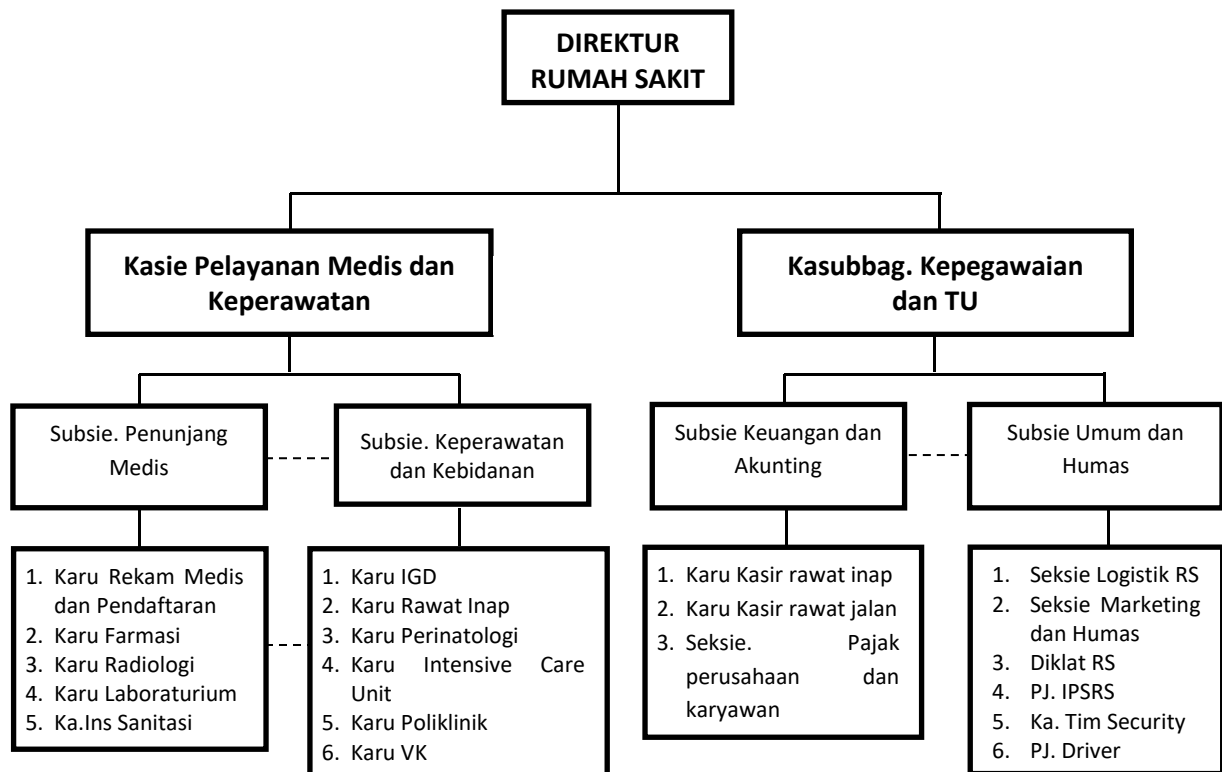 DIREKTUR
RUMAH SAKIT
Kasie Pelayanan Medis dan
Keperawatan
Kasubbag. Kepegawaian
dan TU
Subsie. Penunjang
Medis
Subsie. Keperawatan
dan Kebidanan
Subsie Keuangan dan
Akunting
Subsie Umum dan
Humas
1. Karu Rekam Medis
dan Pendaftaran
2. Karu Farmasi
3. Karu Radiologi
4. Karu Laboraturium
5. Ka.Ins Sanitasi
1. Karu IGD
2. Karu Rawat Inap
3. Karu Perinatologi
4. Karu Intensive Care
Unit
5. Karu Poliklinik
6. Karu VK
1. Karu Kasir rawat inap
2. Karu Kasir rawat jalan
3. Seksie. Pajak
perusahaan dan
karyawan
1. Seksie Logistik RS
2. Seksie Marketing
dan Humas
3. Diklat RS
4. PJ. IPSRS
5. Ka. Tim Security
6. PJ. Driver